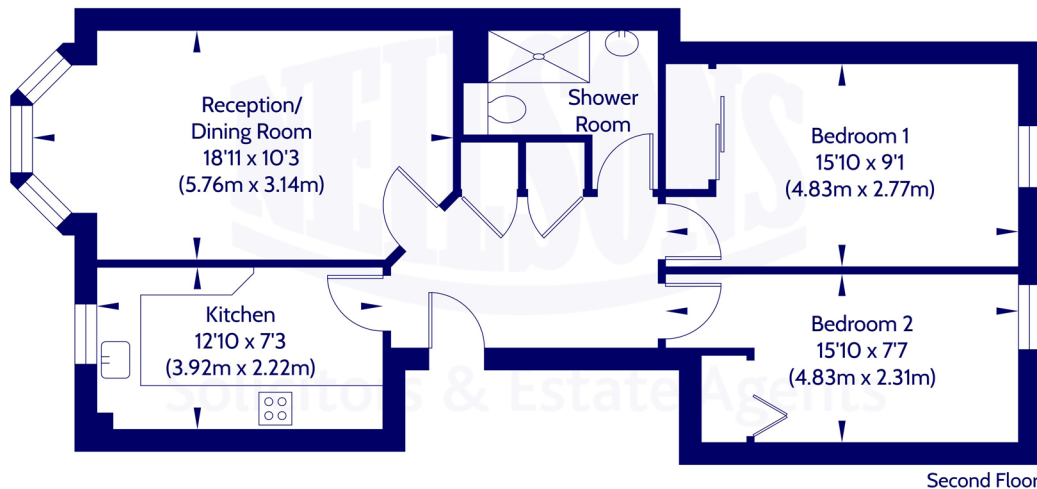 Reception/
Dining Room
18'11 x 10'3
(5.76m x 3.14m)
Shower
Room
Bedroom 1
15'10 x 9'1
(4.83m x 2.77m)
Kitchen
12'10 x 7'3
(3.92m x 2.22m)
Bedroom 2
15'10 x 7'7
(4.83m x 2.31m)
NEILSONS
Solicitors & Estate Agents
Second Floor